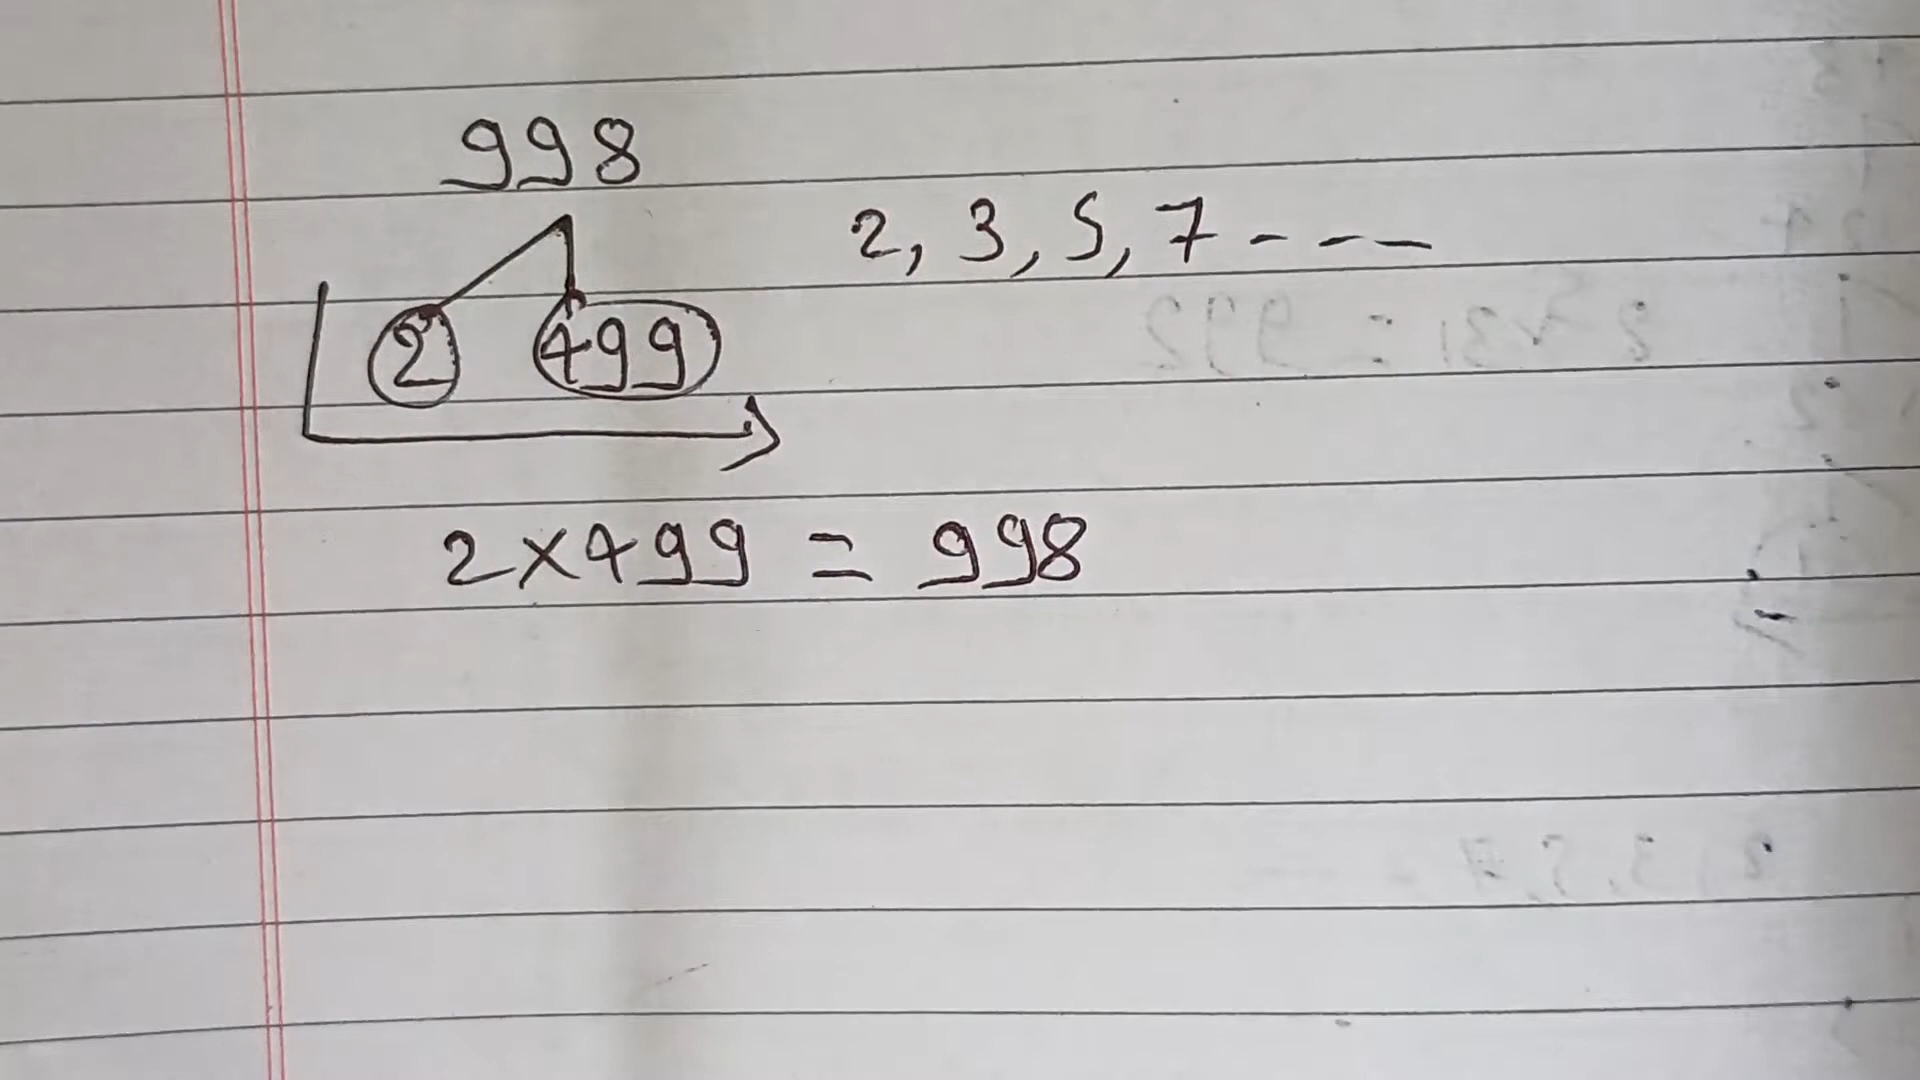 998
2, 3, 5, 7 - - -
2 499
2 × 499 = 998